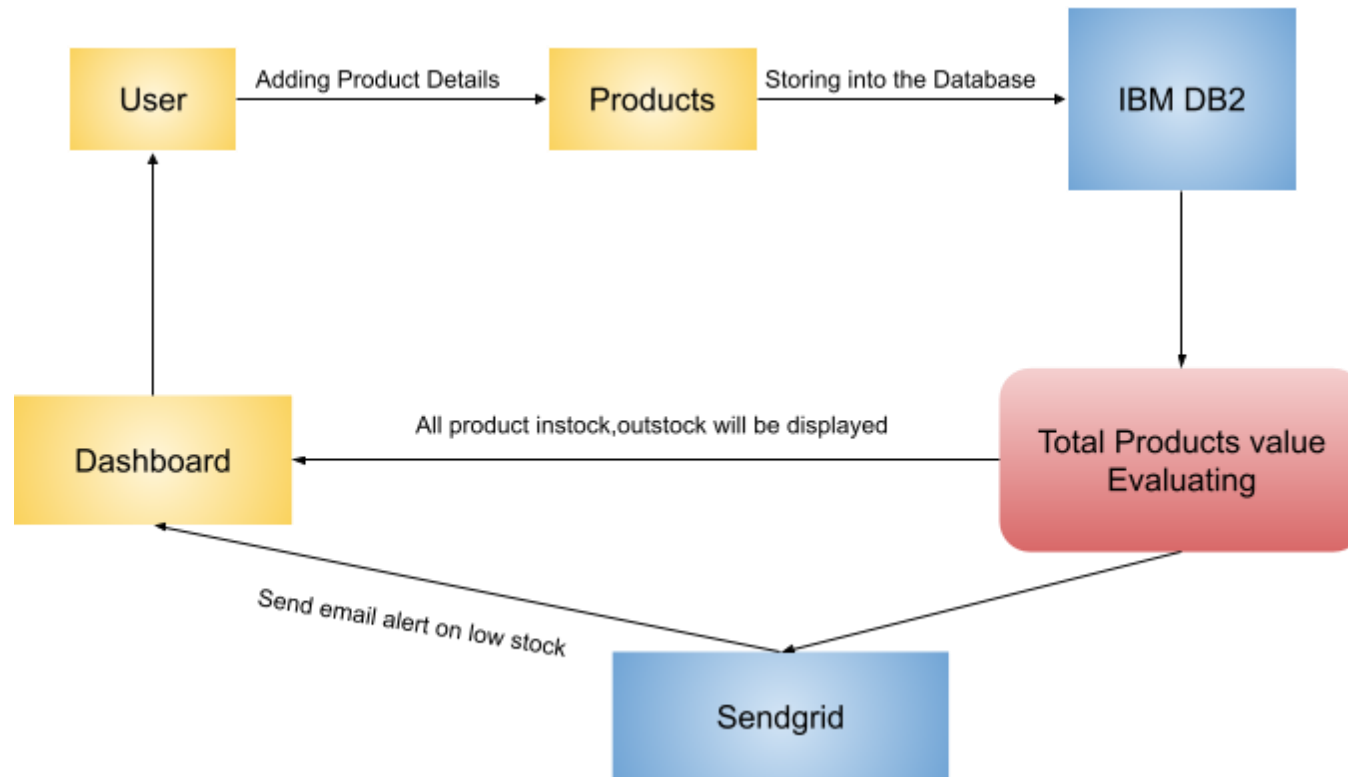 User
Adding Product Details
Products
Storing into the Database
IBM DB2
All product instock,outstock will be displayed
Dashboard
Total Products value
Evaluating
Send email alert on low stock
Sendgrid